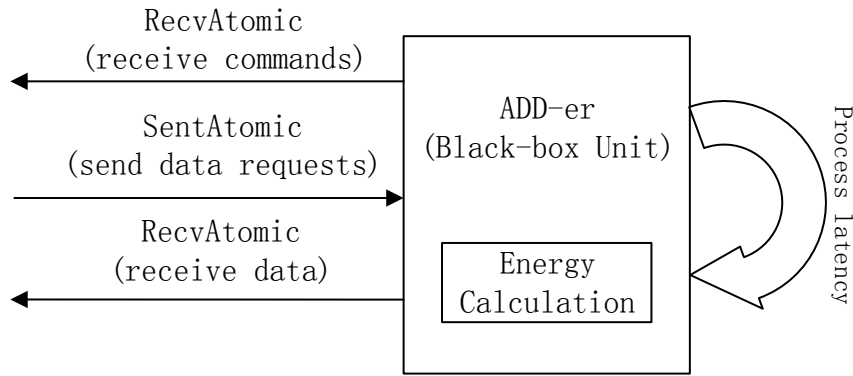 RecvAtomic
(receive commands)
SentAtomic
(send data requests)
RecvAtomic
(receive data)
ADD-er
(Black-box Unit)
Energy
Calculation
Process latency